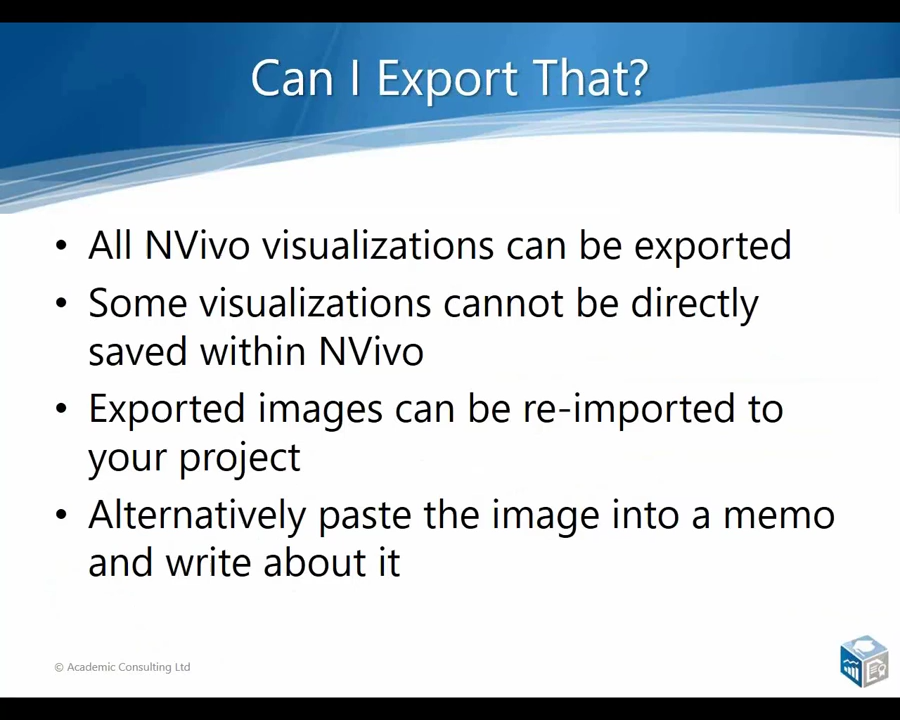 Can I Export That?
• All NVivo visualizations can be exported
• Some visualizations cannot be directly
saved within NVivo
• Exported images can be re-imported to
your project
• Alternatively paste the image into a memo
and write about it
© Academic Consulting Ltd